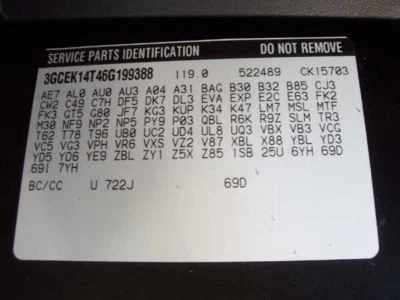 SERVICE PARTS IDENTIFICATION DO NOT REMOVE
3GCEK14T46G199388 119.0 522489 CK15703
AE7 AL0 AU0 AU3 A04 A31 BAG B30 B32 B85 CJ3
CW2 C49 C7H DF5 DK7 DL3 EVA EXP E2C E63 FK2
FK3 GT5 G80 JF7 KG3 KUP K34 K47 LM7 MSL MTF
M30 NF9 NP2 NP5 PY9 P03 QBL R6K R9Z SLM TR3
T62 T78 T96 UB0 UC2 UD4 UL8 UQ3 VBX VB3 VCG
VC5 VG3 VPH VR6 VXS VZ2 V87 XBL X88 YBL YD3
YD5 YD6 YE9 ZBL ZY1 Z5X Z85 1SB 25U 6YH 69D
69I 7YH
BC/CC U 722J 69D